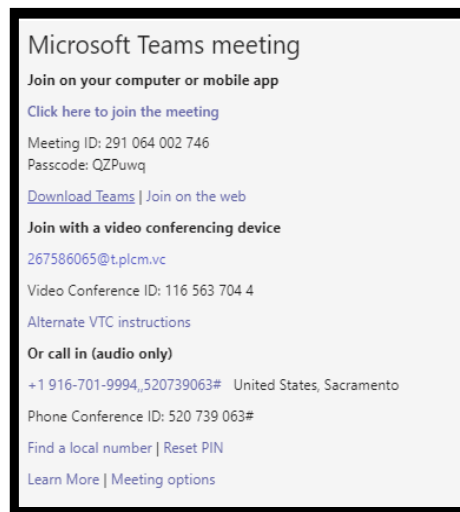 Microsoft Teams meeting
Join on your computer or mobile app
Click here to join the meeting
Meeting ID: 291 064 002 746
Passcode: QZPuwq
Download Teams | Join on the web
Join with a video conferencing device
267586065@t.plcm.vc
Video Conference ID: 116 563 704 4
Alternate VTC instructions
Or call in (audio only)
+1 916-701-9994,,520739063# United States, Sacramento
Phone Conference ID: 520 739 063#
Find a local number | Reset PIN
Learn More | Meeting options